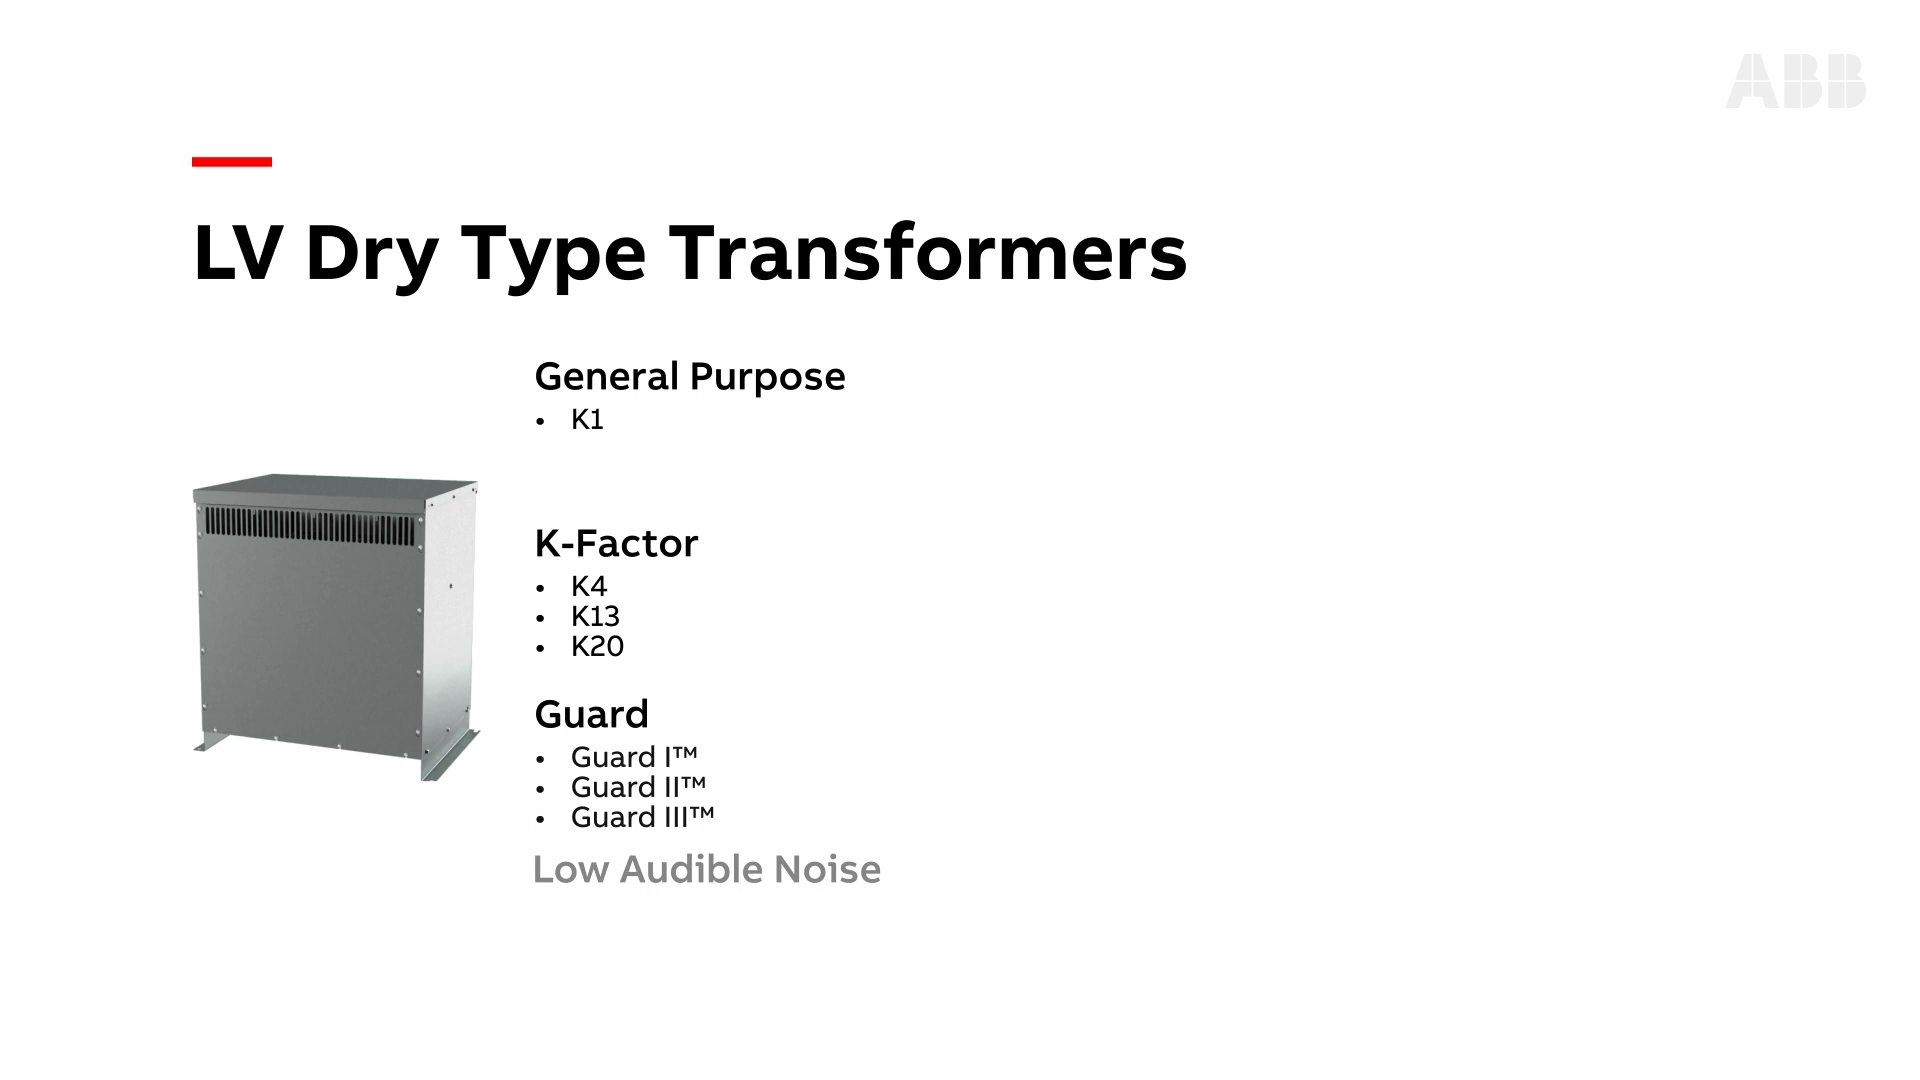 ABB
LV Dry Type Transformers
General Purpose
• K1
K-Factor
• K4
• K13
• K20
Guard
• Guard I™
• Guard II™
• Guard III™
Low Audible Noise